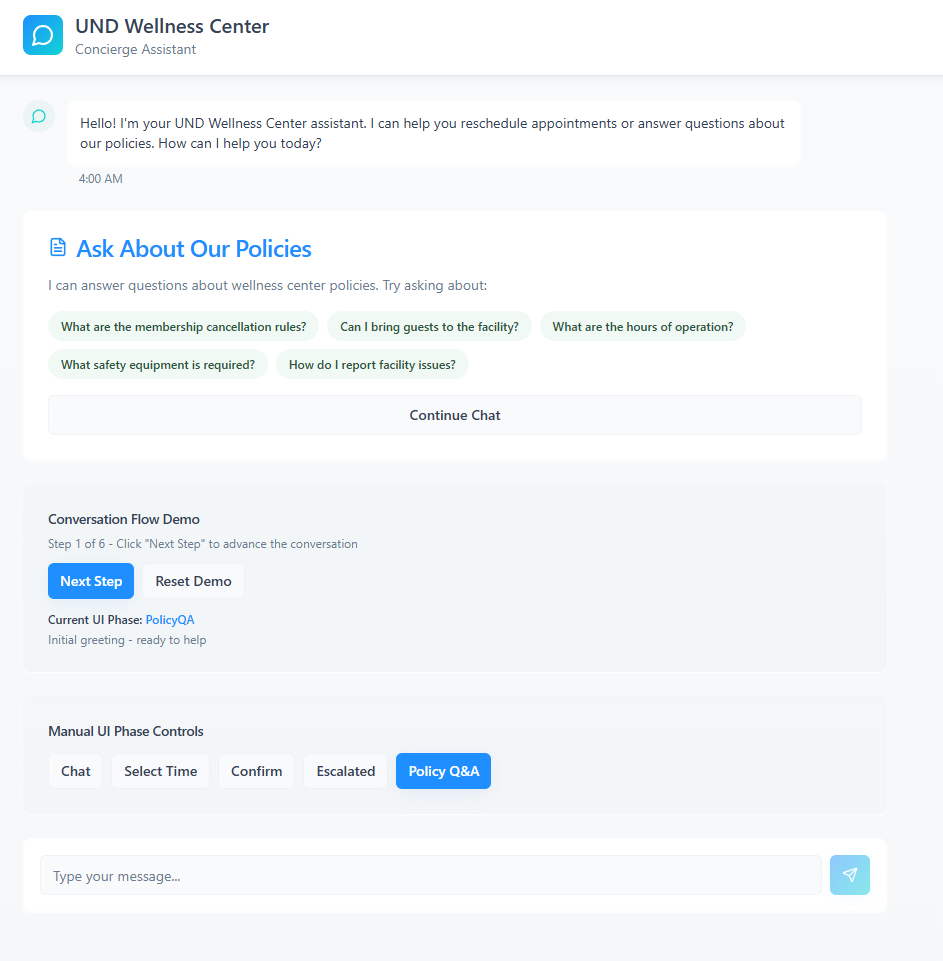 UND Wellness Center
Concierge Assistant
Hello! I'm your UND Wellness Center assistant. I can help you reschedule appointments or answer questions about
our policies. How can I help you today?
4:00 AM
Ask About Our Policies
I can answer questions about wellness center policies. Try asking about:
What are the membership cancellation rules? Can I bring guests to the facility? What are the hours of operation?
What safety equipment is required? How do I report facility issues?
Continue Chat
Conversation Flow Demo
Step 1 of 6 - Click "Next Step" to advance the conversation
Next Step Reset Demo
Current UI Phase: PolicyQA
Initial greeting - ready to help
Manual UI Phase Controls
Chat Select Time Confirm Escalated Policy Q&A
Type your message...